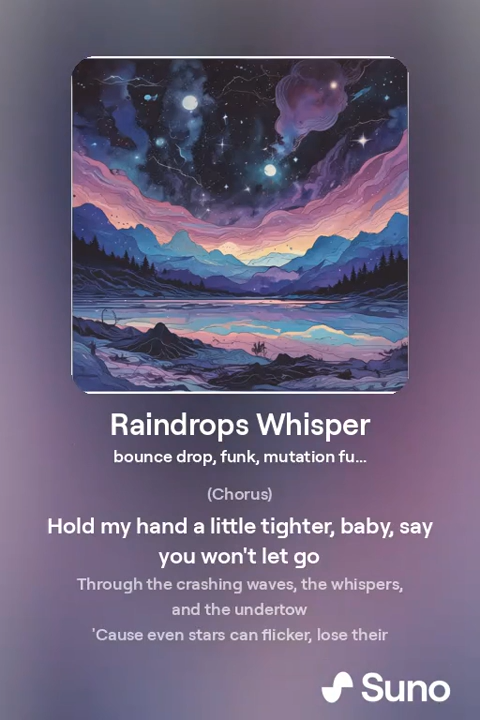 Raindrops Whisper
bounce drop, funk, mutation fu...
(Chorus)
Hold my hand a little tighter, baby, say
you won't let go
Through the crashing waves, the whispers,
and the undertow
'Cause even stars can flicker, lose their
Suno